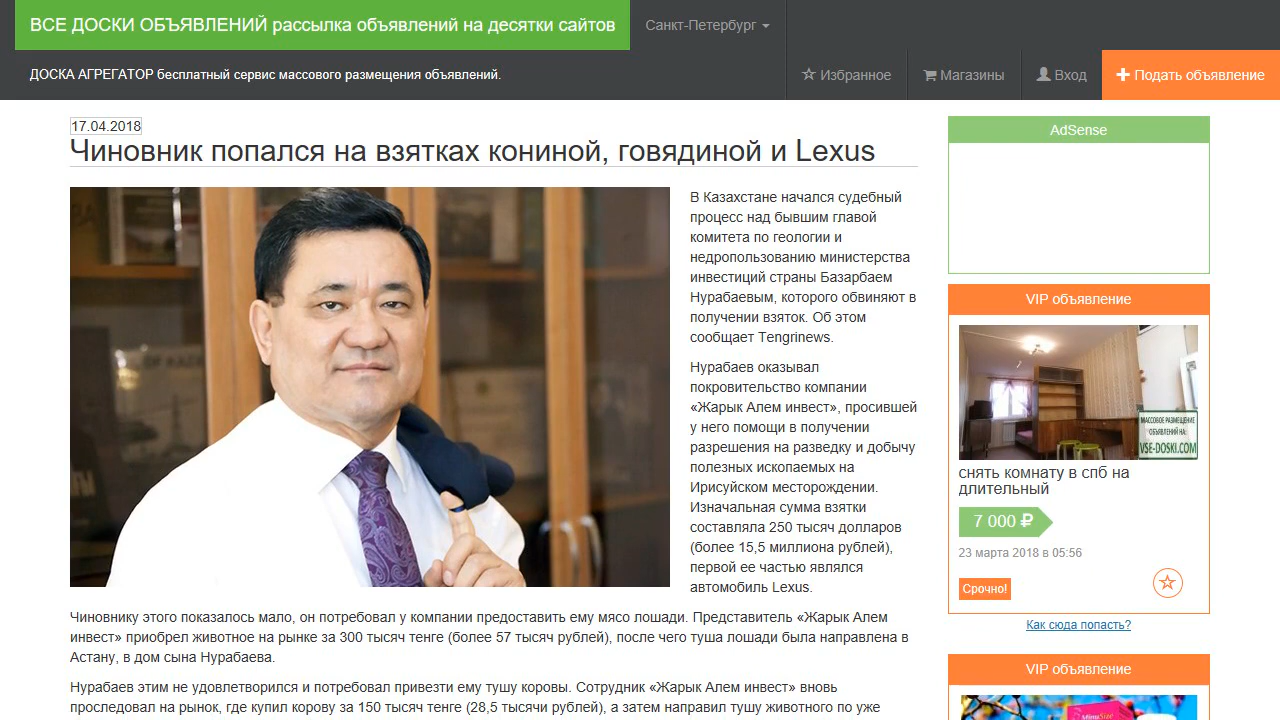 ВСЕ ДОСКИ ОБЪЯВЛЕНИЙ рассылка объявлений на десятки сайтов
Санкт-Петербург
ДОСКА АГРЕГАТОР бесплатный сервис массового размещения объявлений.
Избранное
Магазины
Вход
Подать объявление
17.04.2018
Чиновник попался на взятках кониной, говядиной и Lexus
В Казахстане начался судебный
процесс над бывшим главой
комитета по геологии и
недропользованию министерства
инвестиций страны Базарбаем
Нурабаевым, которого обвиняют в
получении взяток. Об этом
сообщает Tengrinews.
Нурабаев оказывал
покровительство компании
«Жарык Алем инвест», просившей
у него помощи в получении
разрешения на разведку и добычу
полезных ископаемых на
Ирисуйском месторождении.
Изначальная сумма взятки
составляла 250 тысяч долларов
(более 15,5 миллиона рублей),
первой ее частью являлся
автомобиль Lexus.
Чиновнику этого показалось мало, он потребовал у компании предоставить ему мясо лошади. Представитель «Жарык Алем
инвест» приобрел животное на рынке за 300 тысяч тенге (более 57 тысяч рублей), после чего туша лошади была направлена в
Астану, в дом сына Нурабаева.
Нурабаев этим не удовлетворился и потребовал привезти ему тушу коровы. Сотрудник «Жарык Алем инвест» вновь
проследовал на рынок, где купил корову за 150 тысяч тенге (28,5 тысячи рублей), а затем направил тушу животного по уже
AdSense
VIP объявление
МАССОВОЕ РАЗМЕЩЕНИЕ
ОБЪЯВЛЕНИЙ НА:
VSE-DOSKI.COM
снять комнату в спб на
длительный
7 000 ₽
23 марта 2018 в 05:56
Срочно!
Как сюда попасть?
VIP объявление